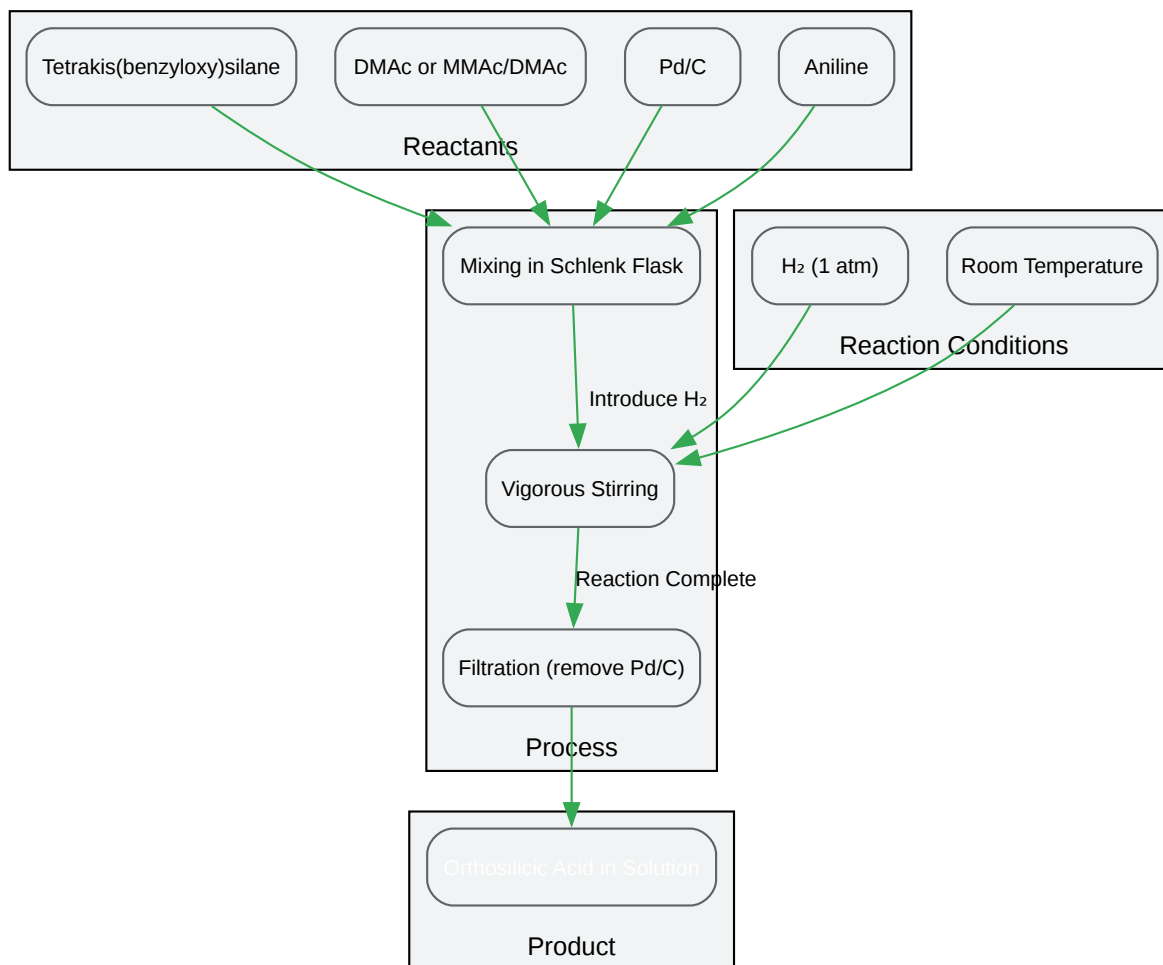 Tetrakis(benzyloxy)silane
DMAc or MMAc/DMAc
Pd/C
Aniline
Reactants
Mixing in Schlenk Flask
H₂ (1 atm)
Room Temperature
Reaction Conditions
Introduce H₂
Vigorous Stirring
Reaction Complete
Filtration (remove Pd/C)
Process
Orthosilicic Acid in Solution
Product